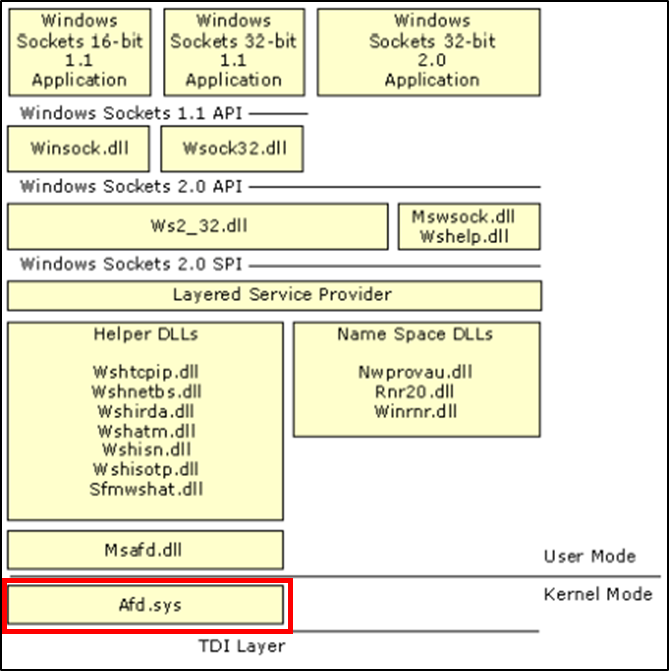 Windows
Sockets 16-bit
1.1
Application
Windows
Sockets 32-bit
1.1
Application
Windows
Sockets 32-bit
2.0
Application
Windows Sockets 1.1 API
Winsock.dll
Wsock32.dll
Windows Sockets 2.0 API
Ws2_32.dll
Mswsock.dll
Wshelp.dll
Windows Sockets 2.0 SPI
Layered Service Provider
Helper DLLs
Wshtcpip.dll
Wshnetbs.dll
Wshirda.dll
Wshatm.dll
Wshisn.dll
Wshisotp.dll
Sfmwshat.dll
Name Space DLLs
Nwprovau.dll
Rnr20.dll
Winrnr.dll
Msafd.dll
User Mode
Kernel Mode
Afd.sys
TDI Layer